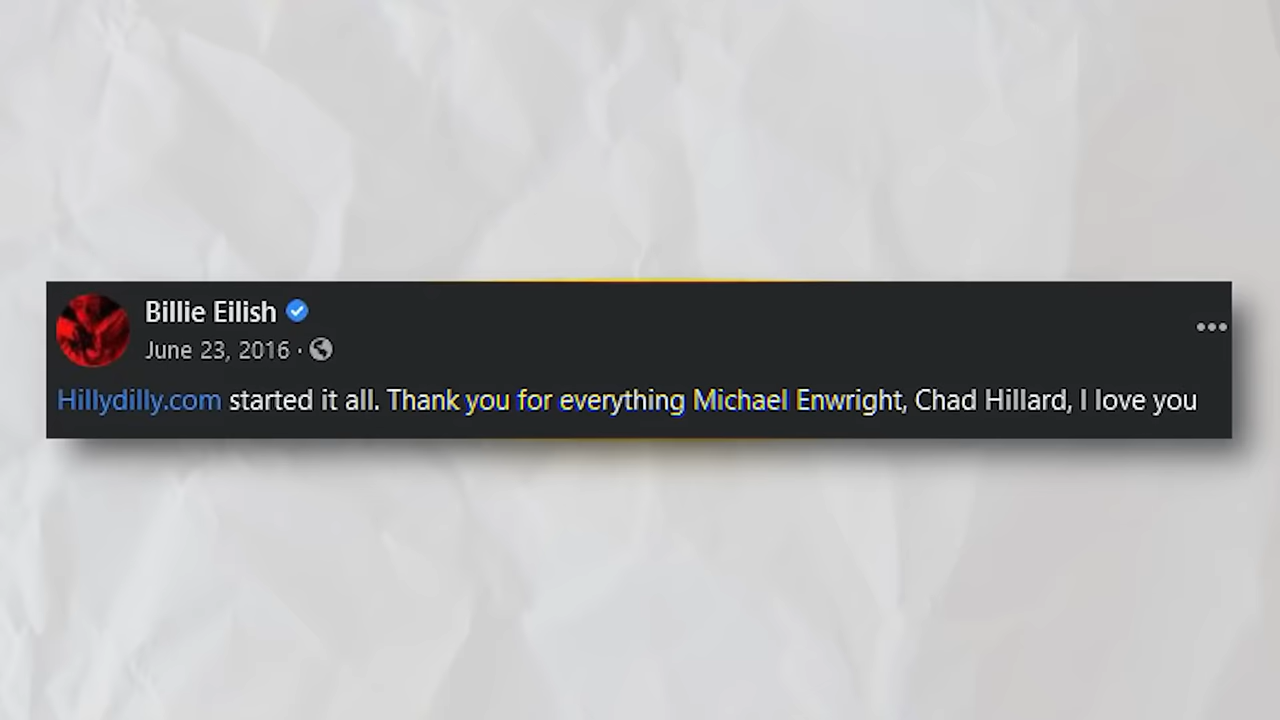 Billie Eilish
June 23, 2016 ·
Hillydilly.com started it all. Thank you for everything Michael Enwright, Chad Hillard, I love you